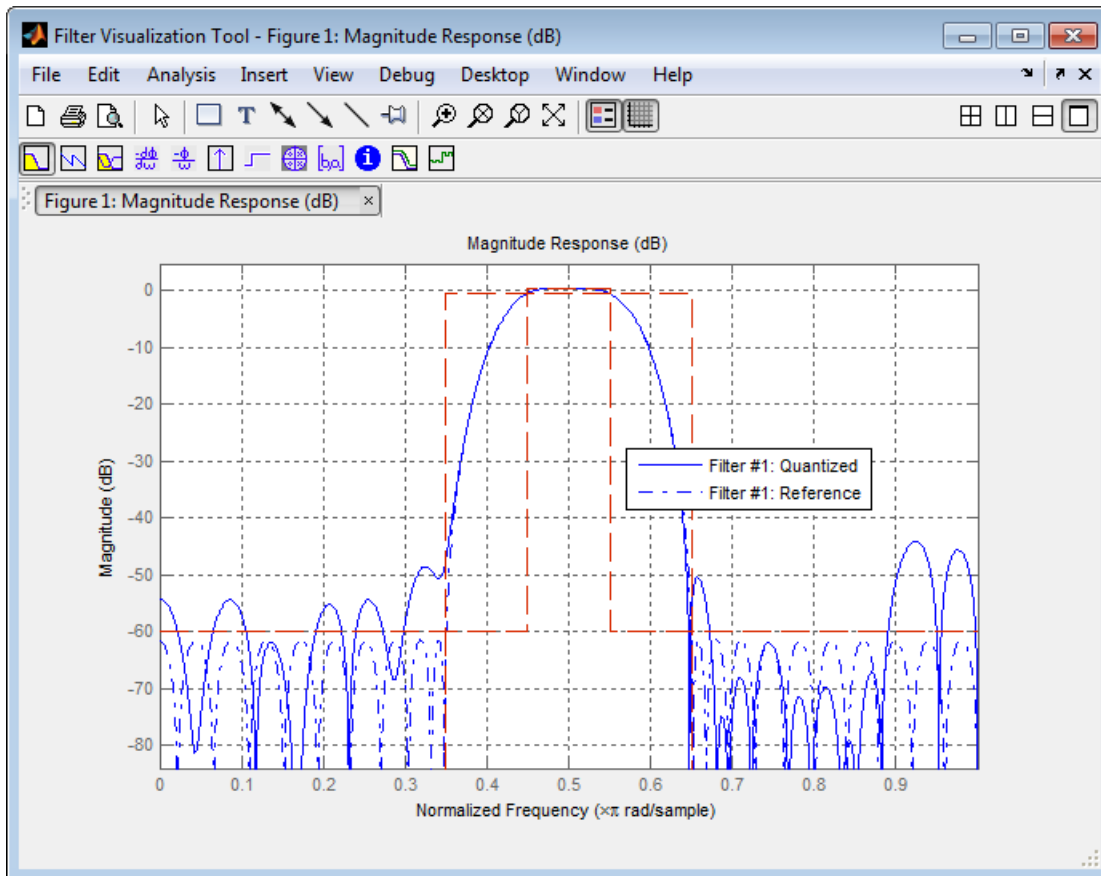 Filter Visualization Tool - Figure 1: Magnitude Response (dB)
File Edit Analysis Insert View Debug Desktop Window Help
Figure 1: Magnitude Response (dB)
Magnitude Response (dB)
0
-10
-20
-30
-40
-50
-60
-70
-80
Magnitude (dB)
Filter #1: Quantized
Filter #1: Reference
0 0.1 0.2 0.3 0.4 0.5 0.6 0.7 0.8 0.9
Normalized Frequency (×π rad/sample)